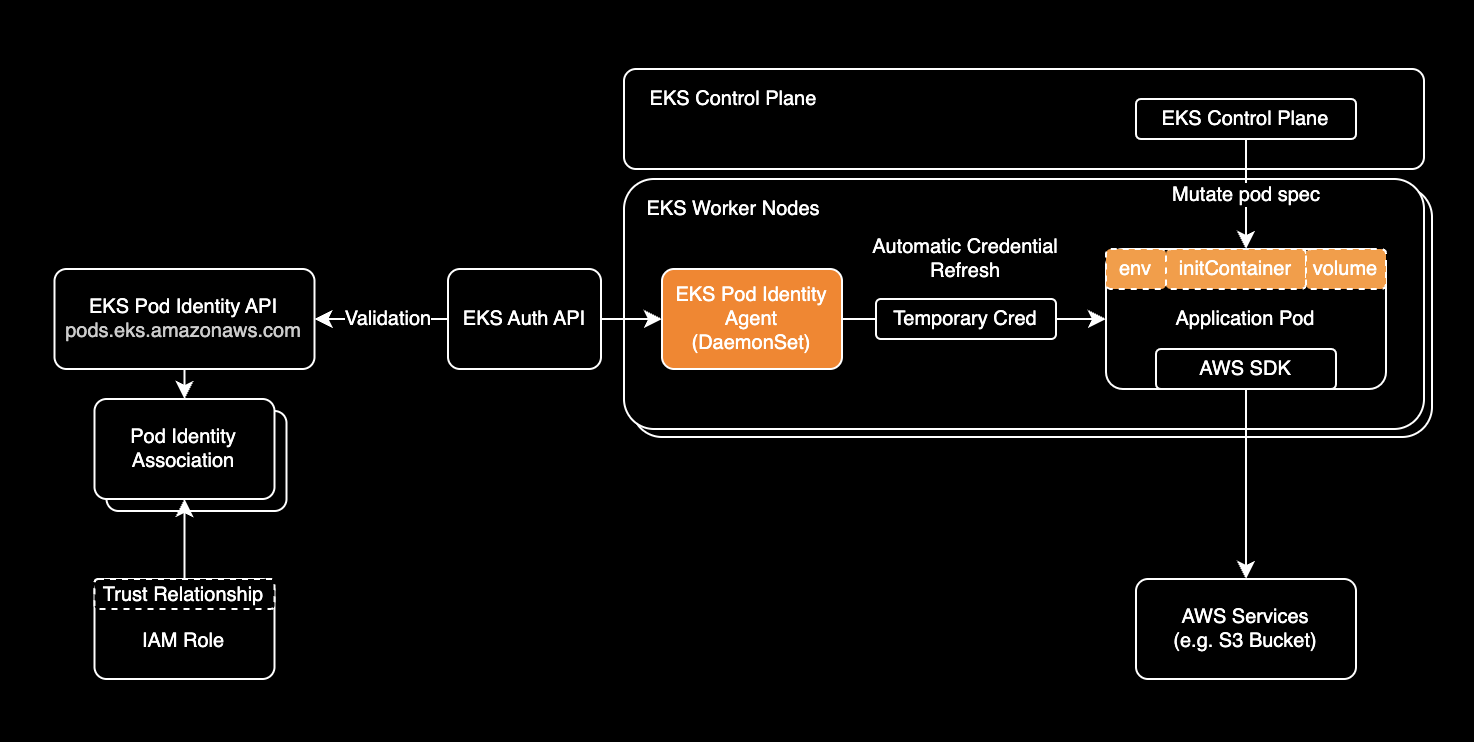 EKS Control Plane
EKS Control Plane
Mutate pod spec
EKS Worker Nodes
Automatic Credential
Refresh
env
initContainer
volume
EKS Pod Identity API
pods.eks.amazonaws.com
Validation
EKS Auth API
EKS Pod Identity
Agent
(DaemonSet)
Temporary Cred
Application Pod
AWS SDK
Pod Identity
Association
Trust Relationship
IAM Role
AWS Services
(e.g. S3 Bucket)